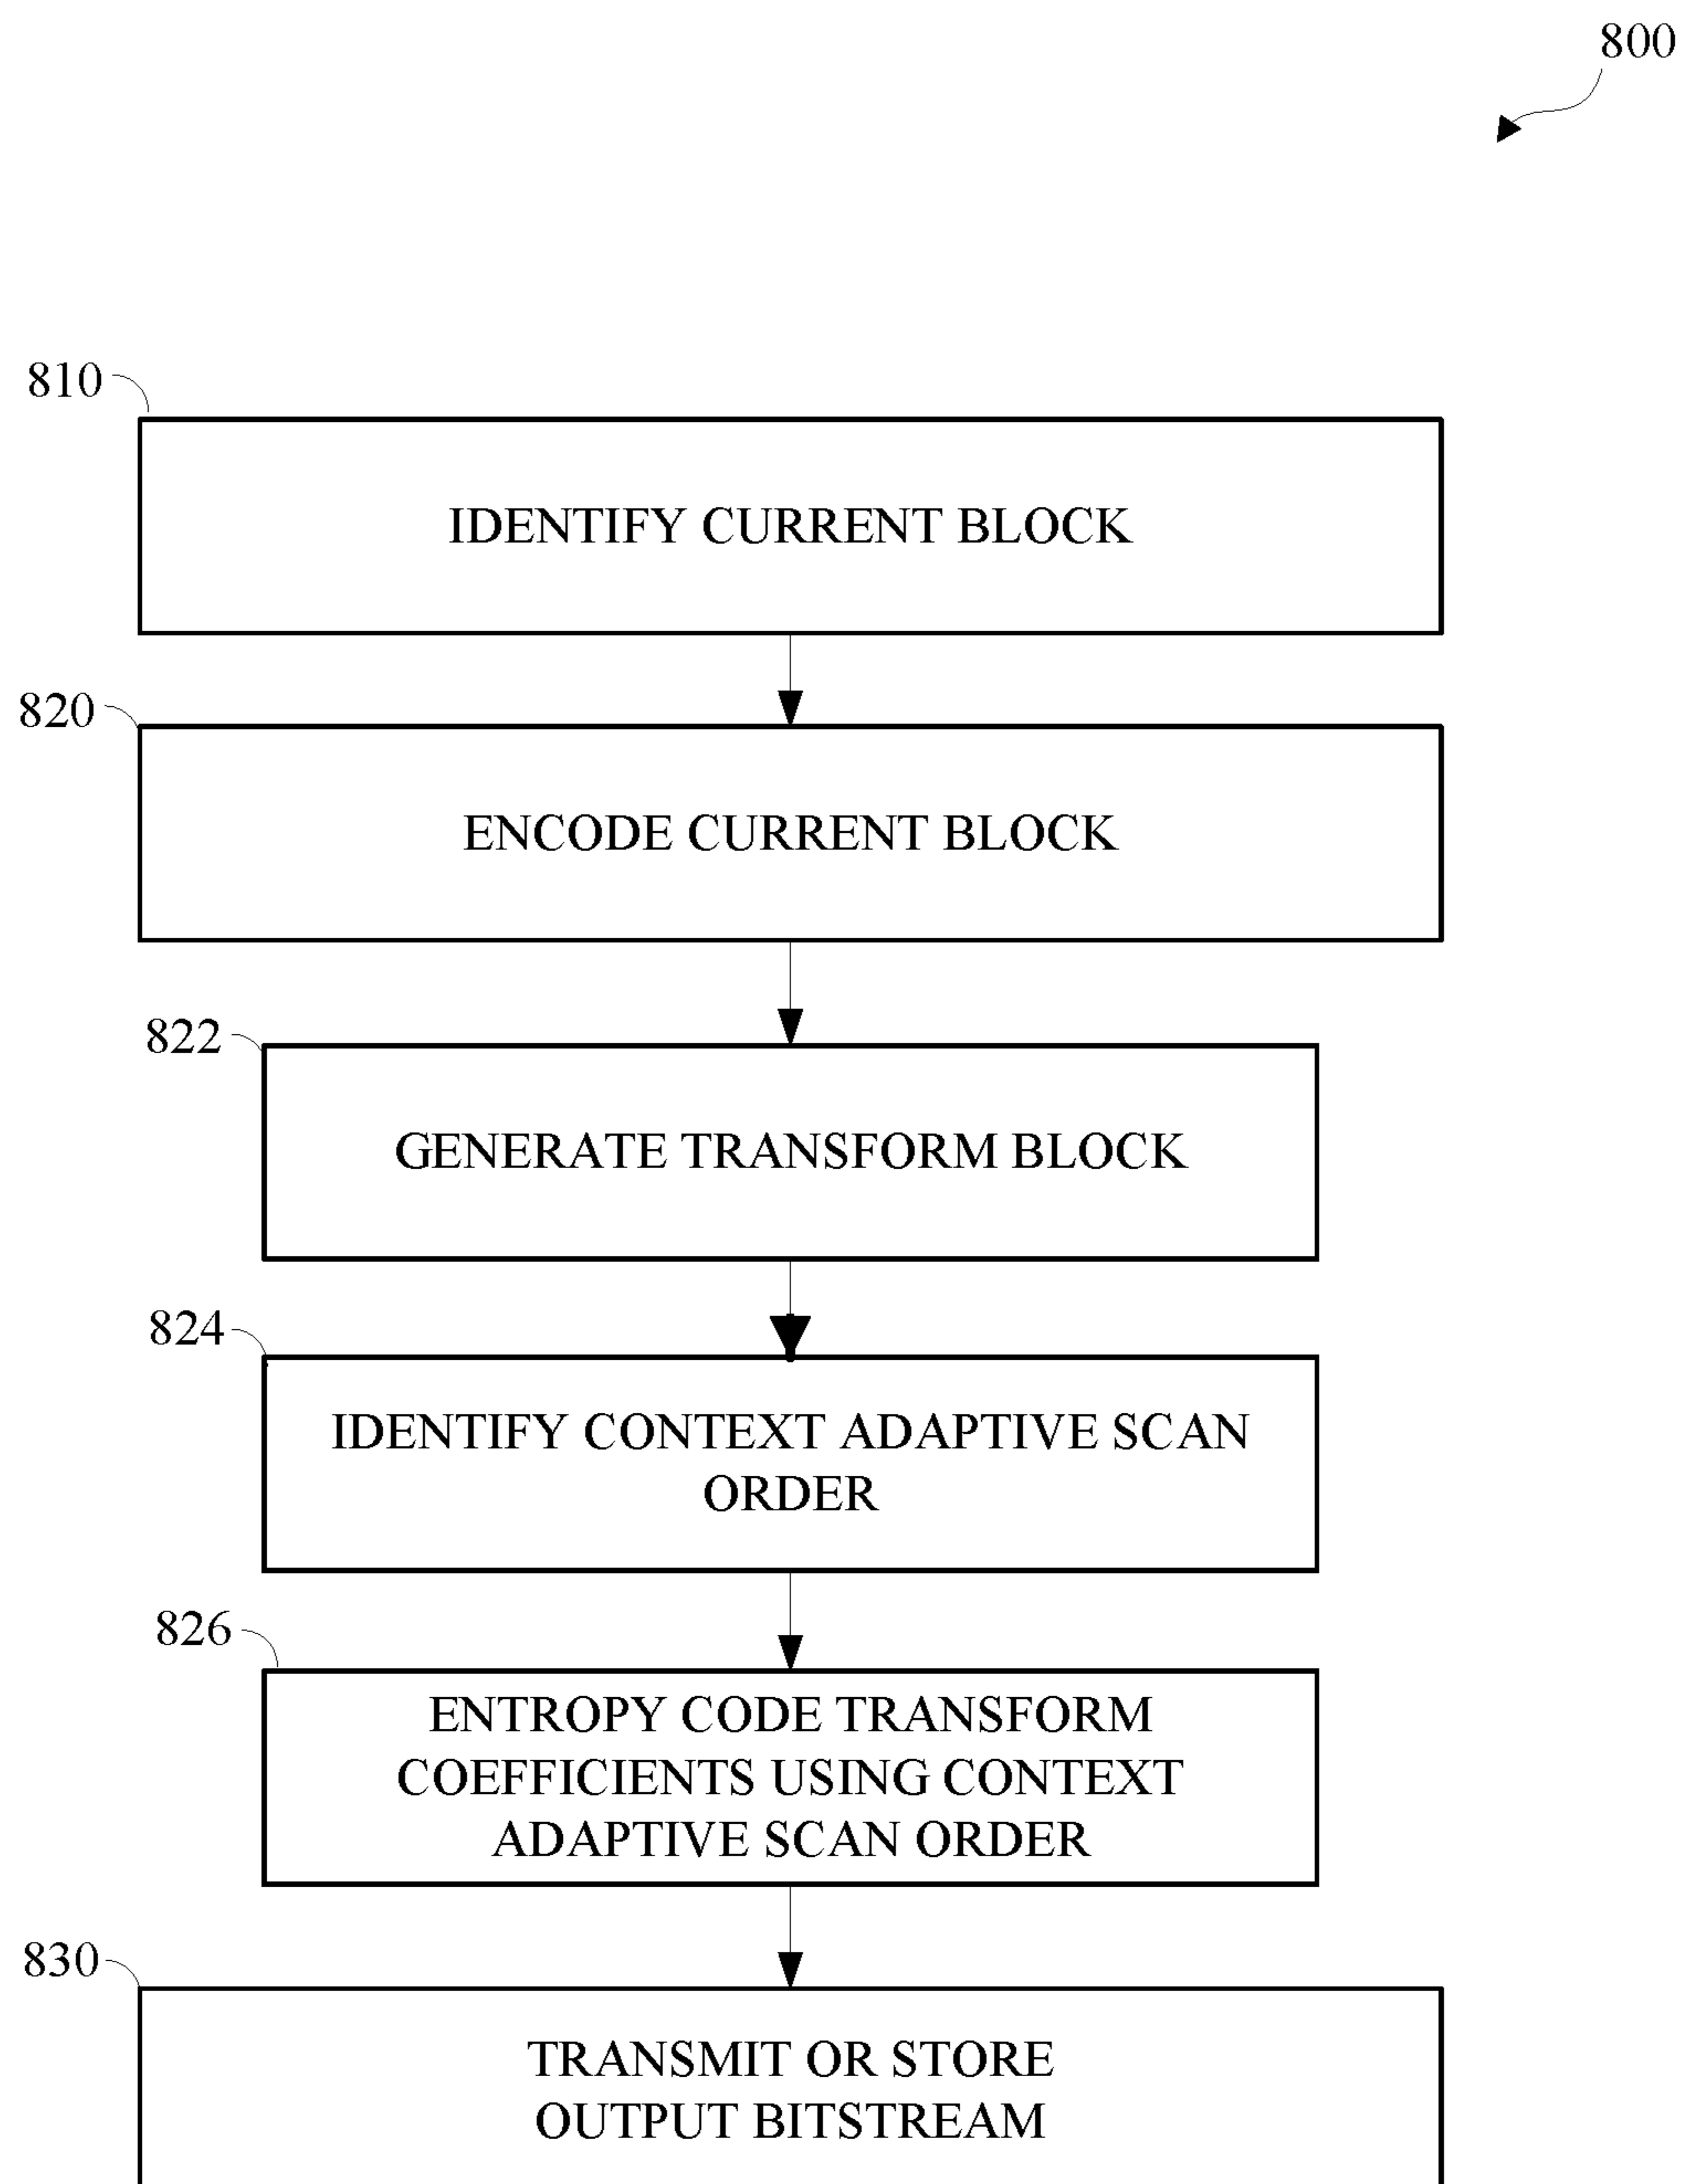 800
810
IDENTIFY CURRENT BLOCK
820
ENCODE CURRENT BLOCK
822
GENERATE TRANSFORM BLOCK
824
IDENTIFY CONTEXT ADAPTIVE SCAN
ORDER
826
ENTROPY CODE TRANSFORM
COEFFICIENTS USING CONTEXT
ADAPTIVE SCAN ORDER
830
TRANSMIT OR STORE
OUTPUT BITSTREAM